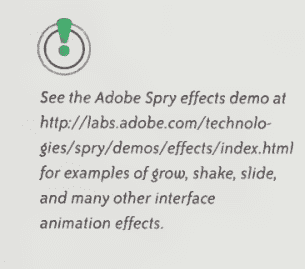 See the Adobe Spry effects demo at
http://labs.adobe.com/technolo-
gies/spry/demos/effects/index.html
for examples of grow, shake, slide,
and many other interface
animation effects.